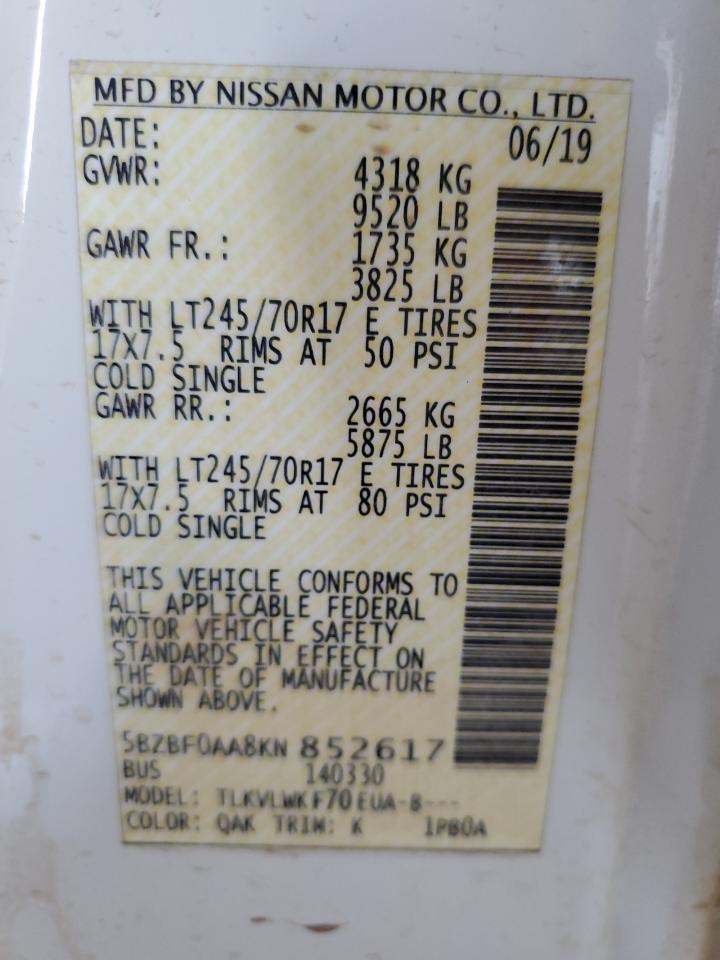 MFD BY NISSAN MOTOR CO., LTD.
DATE: 06/19
GVWR: 4318 KG
9520 LB
GAWR FR.: 1735 KG
3825 LB
WITH LT245/70R17 E TIRES
17X7.5 RIMS AT 50 PSI
COLD SINGLE
GAWR RR.: 2665 KG
5875 LB
WITH LT245/70R17 E TIRES
17X7.5 RIMS AT 80 PSI
COLD SINGLE
THIS VEHICLE CONFORMS TO
ALL APPLICABLE FEDERAL
MOTOR VEHICLE SAFETY
STANDARDS IN EFFECT ON
THE DATE OF MANUFACTURE
SHOWN ABOVE.
5BZBF0AA8KN 852617
BUS 140330
MODEL: TLKVLWKF70EUA-B---
COLOR: QAK TRIM: K 1PB0A